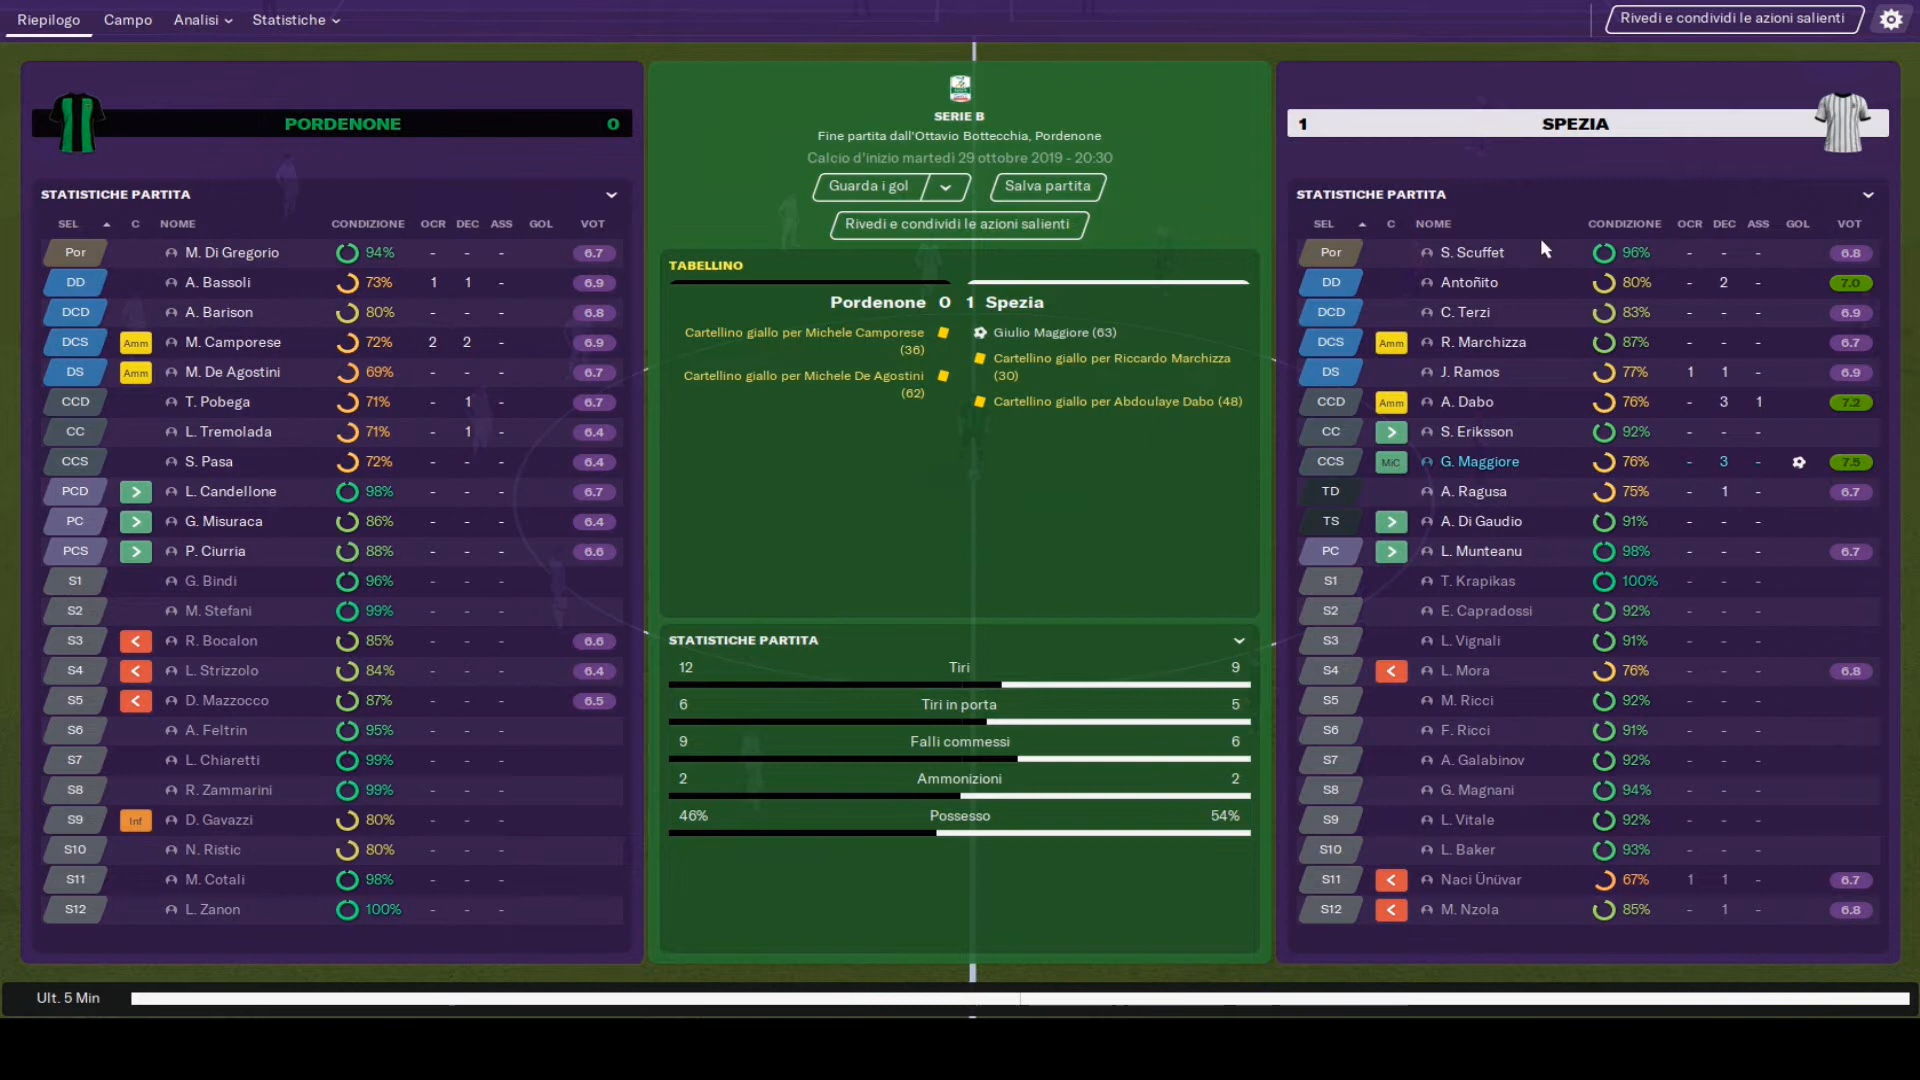 Riepilogo Campo Analisi Statistiche Rivedi e condividi le azioni salienti
PORDENONE 0
STATISTICHE PARTITA
SEL C NOME CONDIZIONE OCR DEC ASS GOL VOT
Por M. Di Gregorio 94% - - - 6.7
DD A. Bassoli 73% 1 1 - 6.9
DCD A. Barison 80% - - - 6.8
DCS Amm M. Camporese 72% 2 2 - 6.9
DS Amm M. De Agostini 69% - - - 6.7
CCD T. Pobega 71% - 1 - 6.7
CC L. Tremolada 71% - 1 - 6.4
CCS S. Pasa 72% - - - 6.4
PCD > L. Candellone 98% - - - 6.7
PC > G. Misuraca 86% - - - 6.4
PCS > P. Ciurria 88% - - - 6.6
S1 G. Bindi 96% - - -
S2 M. Stefani 99% - - -
S3 < R. Bocalon 85% - - - 6.6
S4 < L. Strizzolo 84% - - - 6.4
S5 < D. Mazzocco 87% - - - 6.5
S6 A. Feltrin 95% - - -
S7 L. Chiaretti 99% - - -
S8 R. Zammarini 99% - - -
S9 Inf D. Gavazzi 80% - - -
S10 N. Ristic 80% - - -
S11 M. Cotali 98% - - -
S12 L. Zanon 100% - - -
SERIE B
Fine partita dall'Ottavio Bottecchia, Pordenone
Calcio d'inizio martedì 29 ottobre 2019 - 20:30
Guarda i gol Salva partita
Rivedi e condividi le azioni salienti
TABELLINO
Pordenone 0 1 Spezia
Cartellino giallo per Michele Camporese
(36)
Cartellino giallo per Michele De Agostini
(62)
Giulio Maggiore (63)
Cartellino giallo per Riccardo Marchizza
(30)
Cartellino giallo per Abdoulaye Dabo (48)
STATISTICHE PARTITA
12 Tiri 9
6 Tiri in porta 5
9 Falli commessi 6
2 Ammonizioni 2
46% Possesso 54%
1 SPEZIA
STATISTICHE PARTITA
SEL C NOME CONDIZIONE OCR DEC ASS GOL VOT
Por S. Scuffet 96% - - - 6.8
DD Antoñito 80% - 2 - 7.0
DCD C. Terzi 83% - - - 6.9
DCS Amm R. Marchizza 87% - - - 6.7
DS J. Ramos 77% 1 1 - 6.9
CCD Amm A. Dabo 76% - 3 1 7.2
CC > S. Eriksson 92% - - -
CCS MiC G. Maggiore 76% - 3 - 7.5
TD A. Ragusa 75% - 1 - 6.7
TS > A. Di Gaudio 91% - - -
PC > L. Munteanu 98% - - - 6.7
S1 T. Krapikas 100% - - -
S2 E. Capradossi 92% - - -
S3 L. Vignali 91% - - -
S4 < L. Mora 76% - - - 6.8
S5 M. Ricci 92% - - -
S6 F. Ricci 91% - - -
S7 A. Galabinov 92% - - -
S8 G. Magnani 94% - - -
S9 L. Vitale 92% - - -
S10 L. Baker 93% - - -
S11 < Naci Ünüvar 67% 1 1 - 6.7
S12 < M. Nzola 85% - 1 - 6.8
Ult. 5 Min